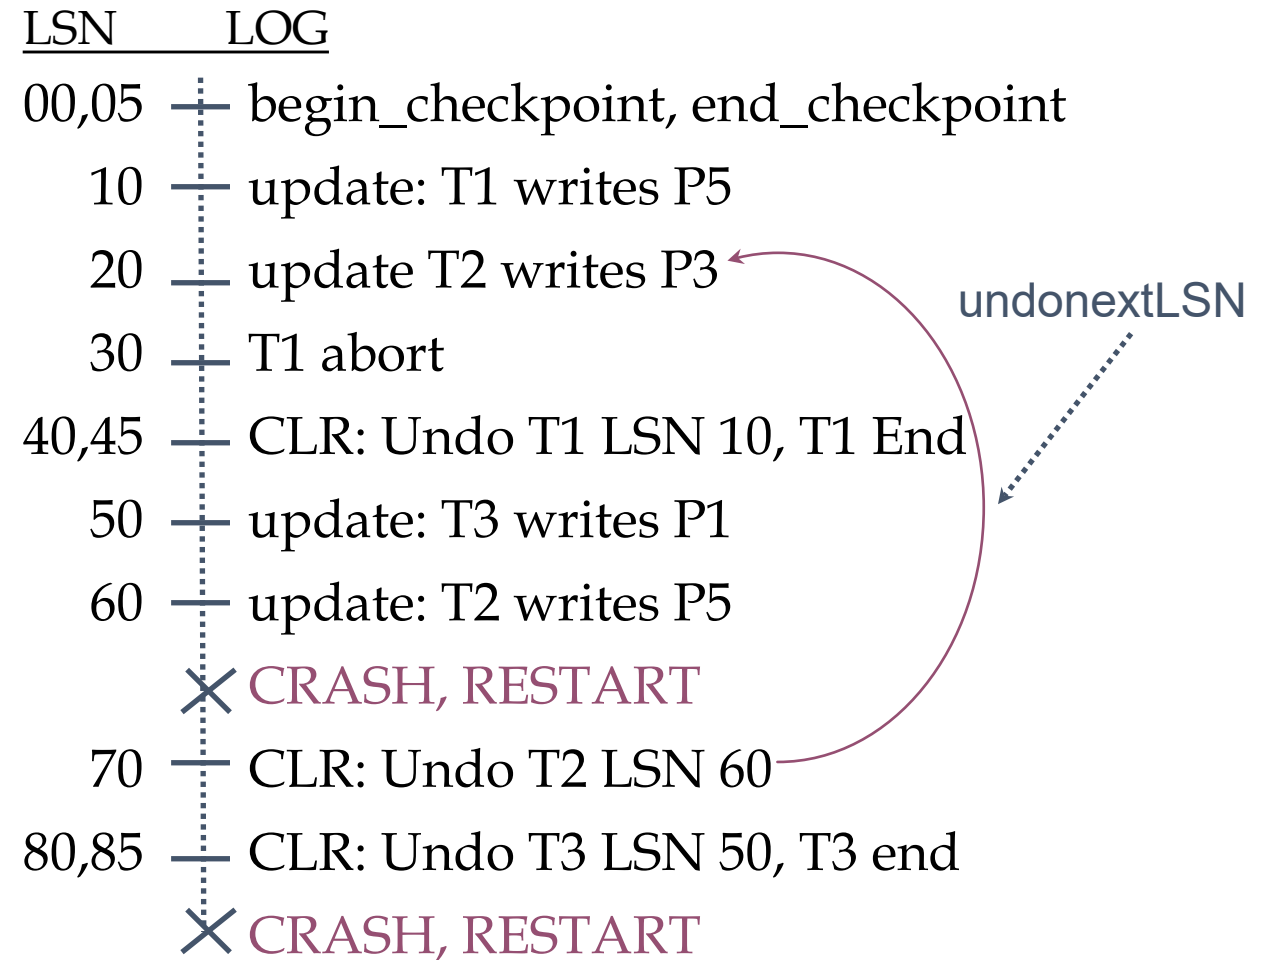 LSN LOG
00,05 begin_checkpoint, end_checkpoint
10 update: T1 writes P5
20 update T2 writes P3
undonextLSN
30 T1 abort
40,45 CLR: Undo T1 LSN 10, T1 End
50 update: T3 writes P1
60 update: T2 writes P5
CRASH, RESTART
70 CLR: Undo T2 LSN 60
80,85 CLR: Undo T3 LSN 50, T3 end
CRASH, RESTART